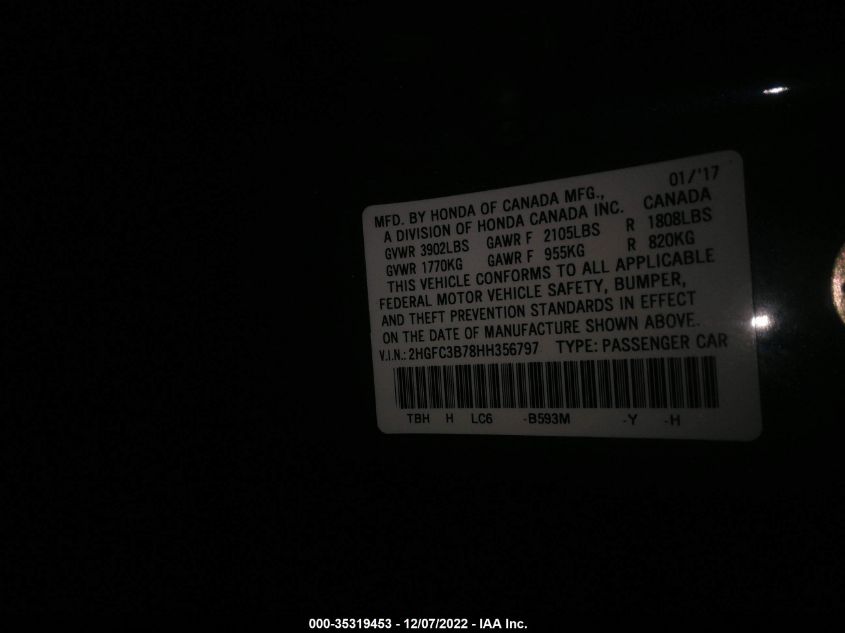 01/'17
MFD. BY HONDA OF CANADA MFG.,
A DIVISION OF HONDA CANADA INC. CANADA
GVWR 3902LBS GAWR F 2105LBS R 1808LBS
GVWR 1770KG GAWR F 955KG R 820KG
THIS VEHICLE CONFORMS TO ALL APPLICABLE
FEDERAL MOTOR VEHICLE SAFETY, BUMPER,
AND THEFT PREVENTION STANDARDS IN EFFECT
ON THE DATE OF MANUFACTURE SHOWN ABOVE.
V.I.N.: 2HGFC3B78HH356797 TYPE: PASSENGER CAR
TBH H LC6 -B593M -Y -H
000-35319453 - 12/07/2022 - IAA Inc.